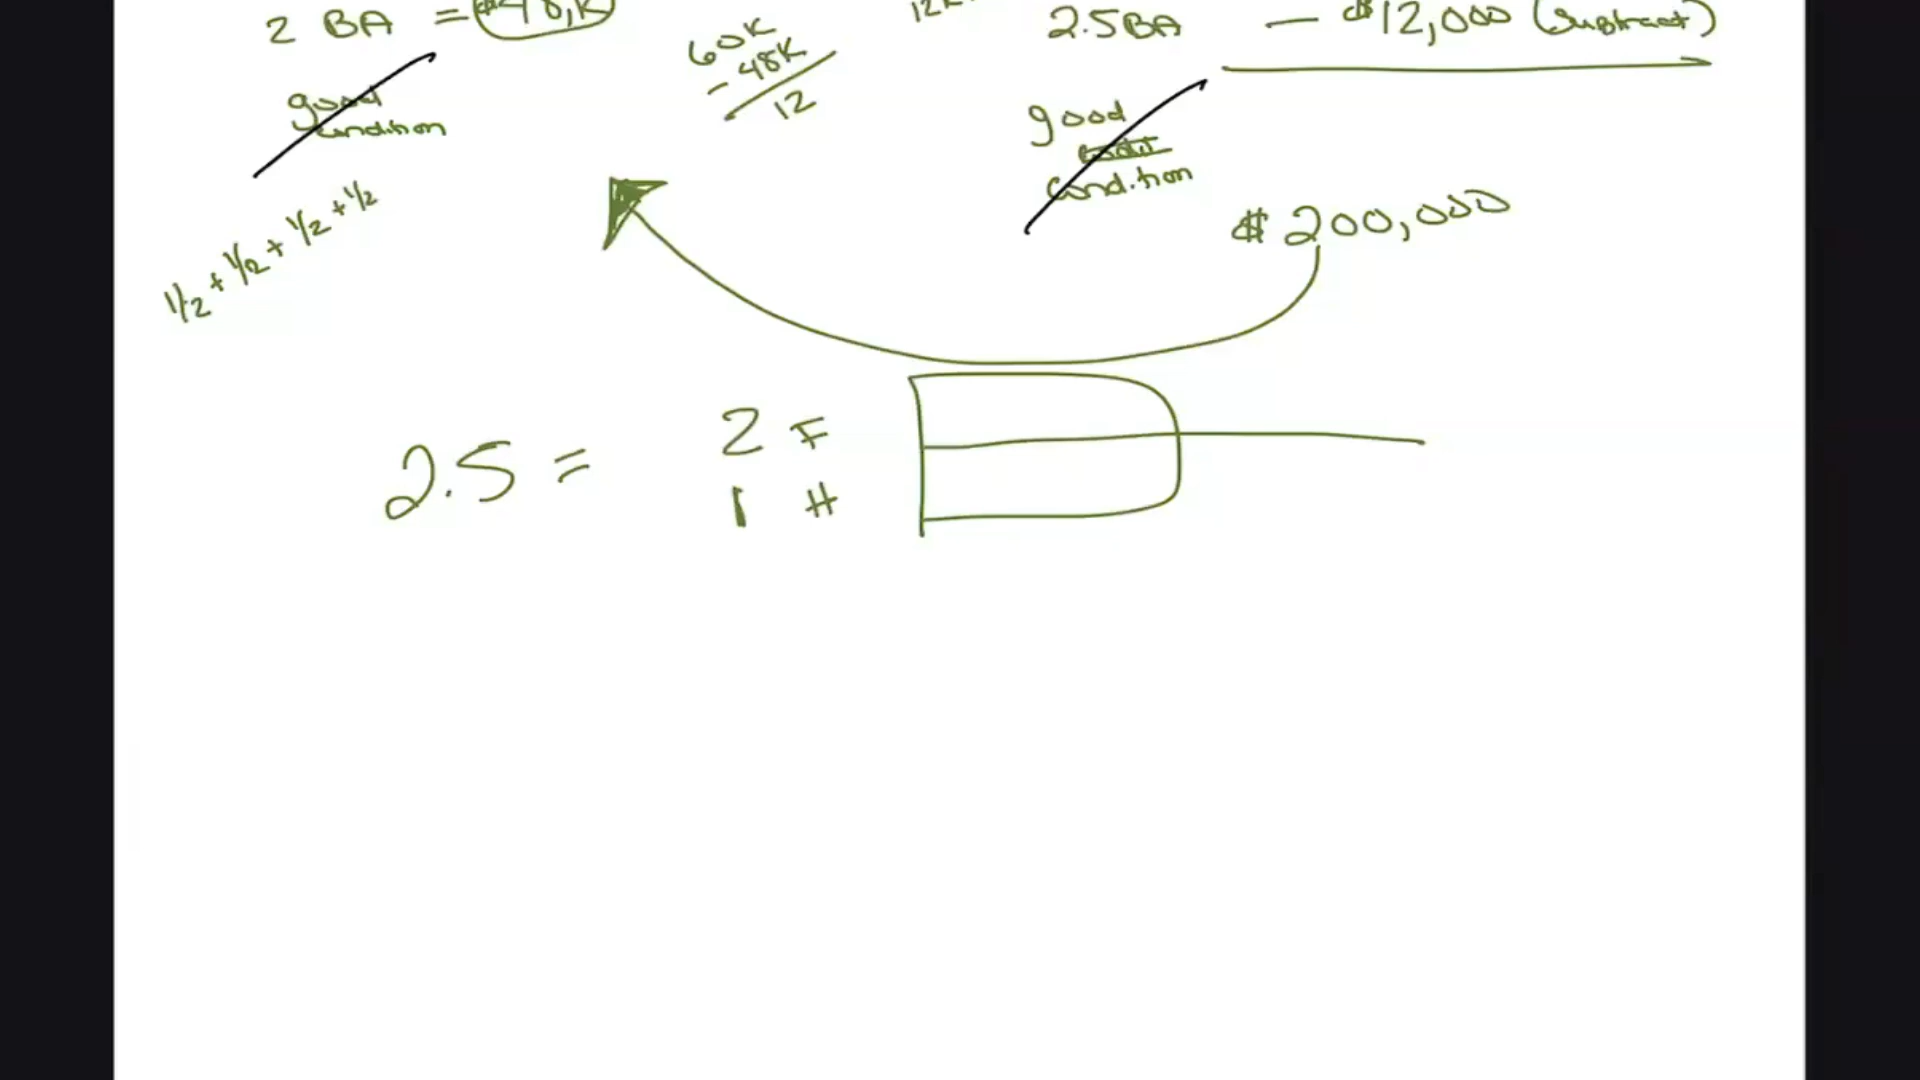 2 BA = $48,K
60K
- 48K
12
good
condition
1/2 + 1/2 + 1/2 + 1/2
2.5BA — $12,000 (Subtract)
good
condition
$200,000
2.5 = 2 F
1 H